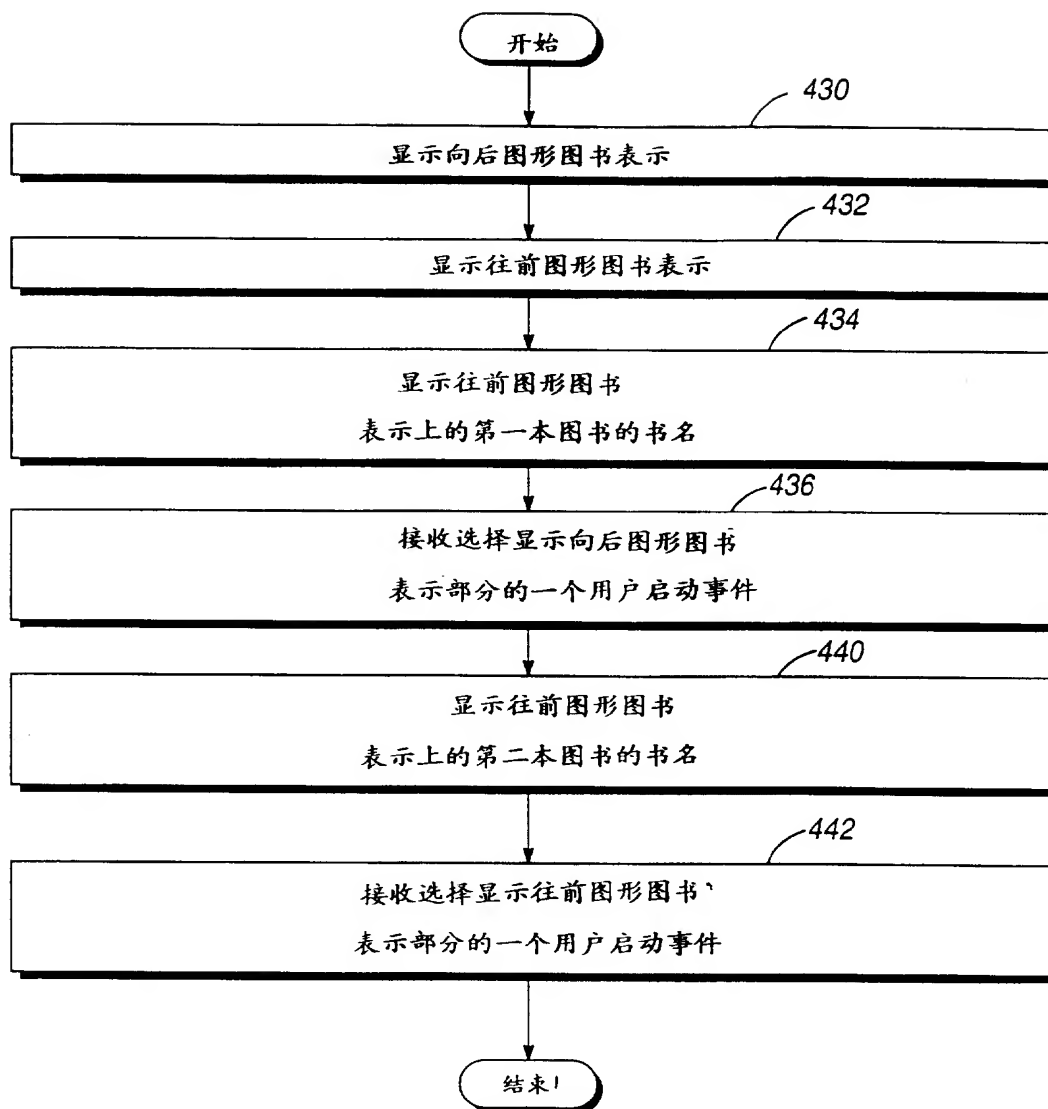 开始
430
显示向后图形图书表示
432
显示往前图形图书表示
434
显示往前图形图书
表示上的第一本图书的书名
436
接收选择显示向后图形图书
表示部分的一个用户启动事件
440
显示往前图形图书
表示上的第二本图书的书名
442
接收选择显示往前图形图书
表示部分的一个用户启动事件
结束